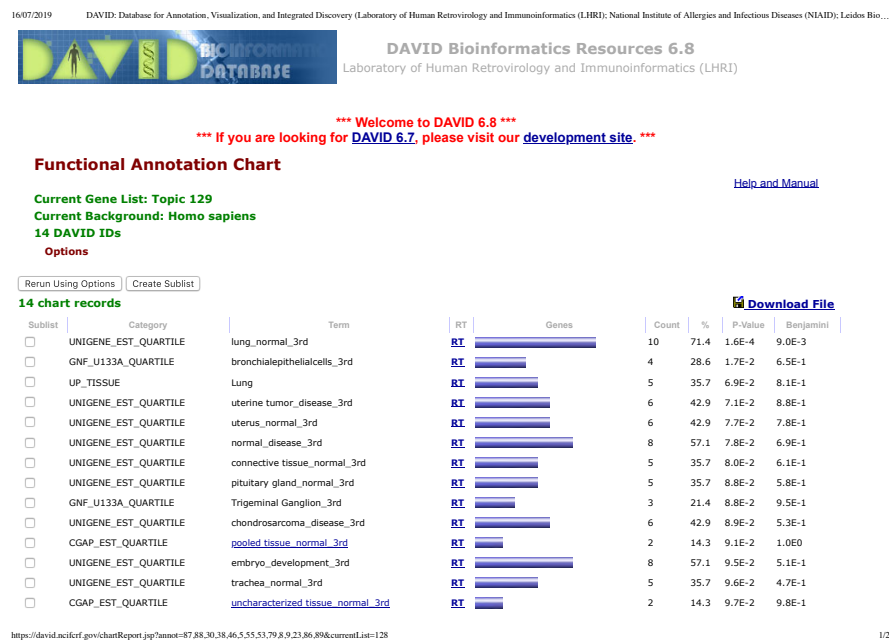 16/07/2019 DAVID: Database for Annotation, Visualization, and Integrated Discovery (Laboratory of Human Retrovirology and Immunoinformatics (LHRI); National Institute of Allergies and Infectious Diseases (NIAID); Leidos Bio…
DAVID BIOINFORMATICS DATABASE
DAVID Bioinformatics Resources 6.8
Laboratory of Human Retrovirology and Immunoinformatics (LHRI)
*** Welcome to DAVID 6.8 ***
*** If you are looking for DAVID 6.7, please visit our development site. ***
Functional Annotation Chart
Help and Manual
Current Gene List: Topic 129
Current Background: Homo sapiens
14 DAVID IDs
Options
Rerun Using Options Create Sublist
14 chart records Download File
Sublist Category Term RT Genes Count % P-Value Benjamini
UNIGENE_EST_QUARTILE lung_normal_3rd RT 10 71.4 1.6E-4 9.0E-3
GNF_U133A_QUARTILE bronchialepithelialcells_3rd RT 4 28.6 1.7E-2 6.5E-1
UP_TISSUE Lung RT 5 35.7 6.9E-2 8.1E-1
UNIGENE_EST_QUARTILE uterine tumor_disease_3rd RT 6 42.9 7.1E-2 8.8E-1
UNIGENE_EST_QUARTILE uterus_normal_3rd RT 6 42.9 7.7E-2 7.8E-1
UNIGENE_EST_QUARTILE normal_disease_3rd RT 8 57.1 7.8E-2 6.9E-1
UNIGENE_EST_QUARTILE connective tissue_normal_3rd RT 5 35.7 8.0E-2 6.1E-1
UNIGENE_EST_QUARTILE pituitary gland_normal_3rd RT 5 35.7 8.8E-2 5.8E-1
GNF_U133A_QUARTILE Trigeminal Ganglion_3rd RT 3 21.4 8.8E-2 9.5E-1
UNIGENE_EST_QUARTILE chondrosarcoma_disease_3rd RT 6 42.9 8.9E-2 5.3E-1
CGAP_EST_QUARTILE pooled tissue_normal_3rd RT 2 14.3 9.1E-2 1.0E0
UNIGENE_EST_QUARTILE embryo_development_3rd RT 8 57.1 9.5E-2 5.1E-1
UNIGENE_EST_QUARTILE trachea_normal_3rd RT 5 35.7 9.6E-2 4.7E-1
CGAP_EST_QUARTILE uncharacterized tissue_normal_3rd RT 2 14.3 9.7E-2 9.8E-1
https://david.ncifcrf.gov/chartReport.jsp?annot=87,88,30,38,46,5,55,53,79,8,9,23,86,89&currentList=128 1/2